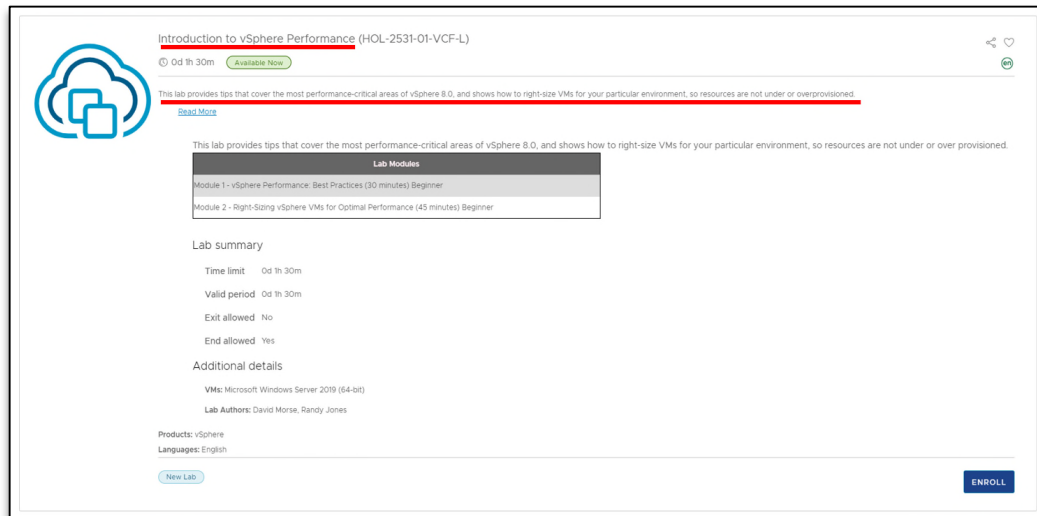 Introduction to vSphere Performance (HOL-2531-01-VCF-L)
0d 1h 30m Available Now en
This lab provides tips that cover the most performance-critical areas of vSphere 8.0, and shows how to right-size VMs for your particular environment, so resources are not under or overprovisioned.
Read More
This lab provides tips that cover the most performance-critical areas of vSphere 8.0, and shows how to right-size VMs for your particular environment, so resources are not under or over provisioned.
Lab Modules
Module 1 - vSphere Performance: Best Practices (30 minutes) Beginner
Module 2 - Right-Sizing vSphere VMs for Optimal Performance (45 minutes) Beginner
Lab summary
Time limit 0d 1h 30m
Valid period 0d 1h 30m
Exit allowed No
End allowed Yes
Additional details
VMs: Microsoft Windows Server 2019 (64-bit)
Lab Authors: David Morse, Randy Jones
Products: vSphere
Languages: English
New Lab
ENROLL